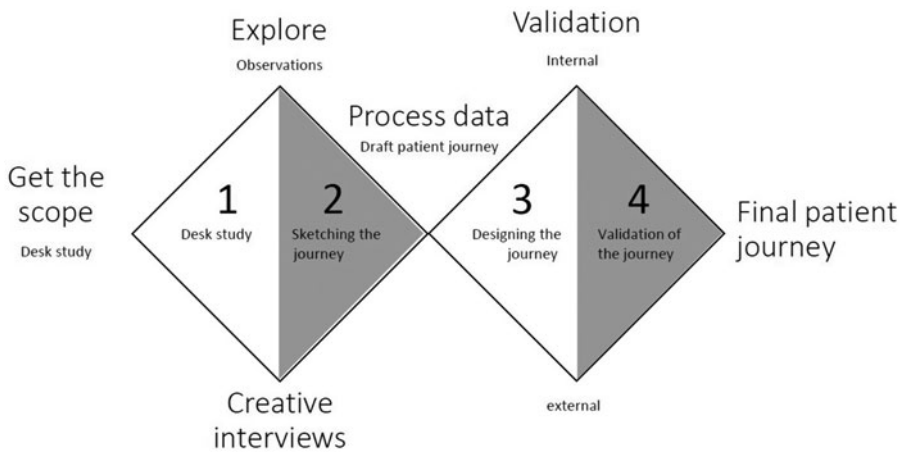 Explore
Observations
Validation
Internal
Process data
Draft patient journey
Get the
scope
Desk study
1
Desk study
2
Sketching the
journey
3
Designing the
journey
4
Validation of
the journey
Final patient
journey
Creative
interviews
external